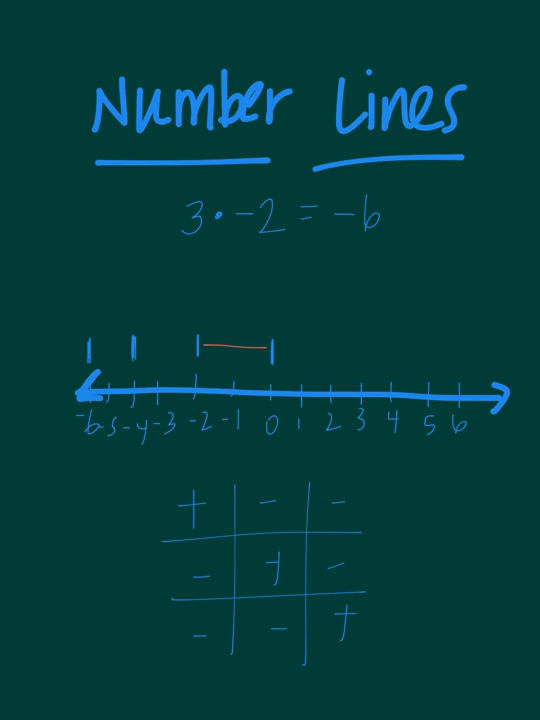 Number Lines
3 · -2 = -6
-6 -5 -4 -3 -2 -1 0 1 2 3 4 5 6
+ - -
- + -
- - +